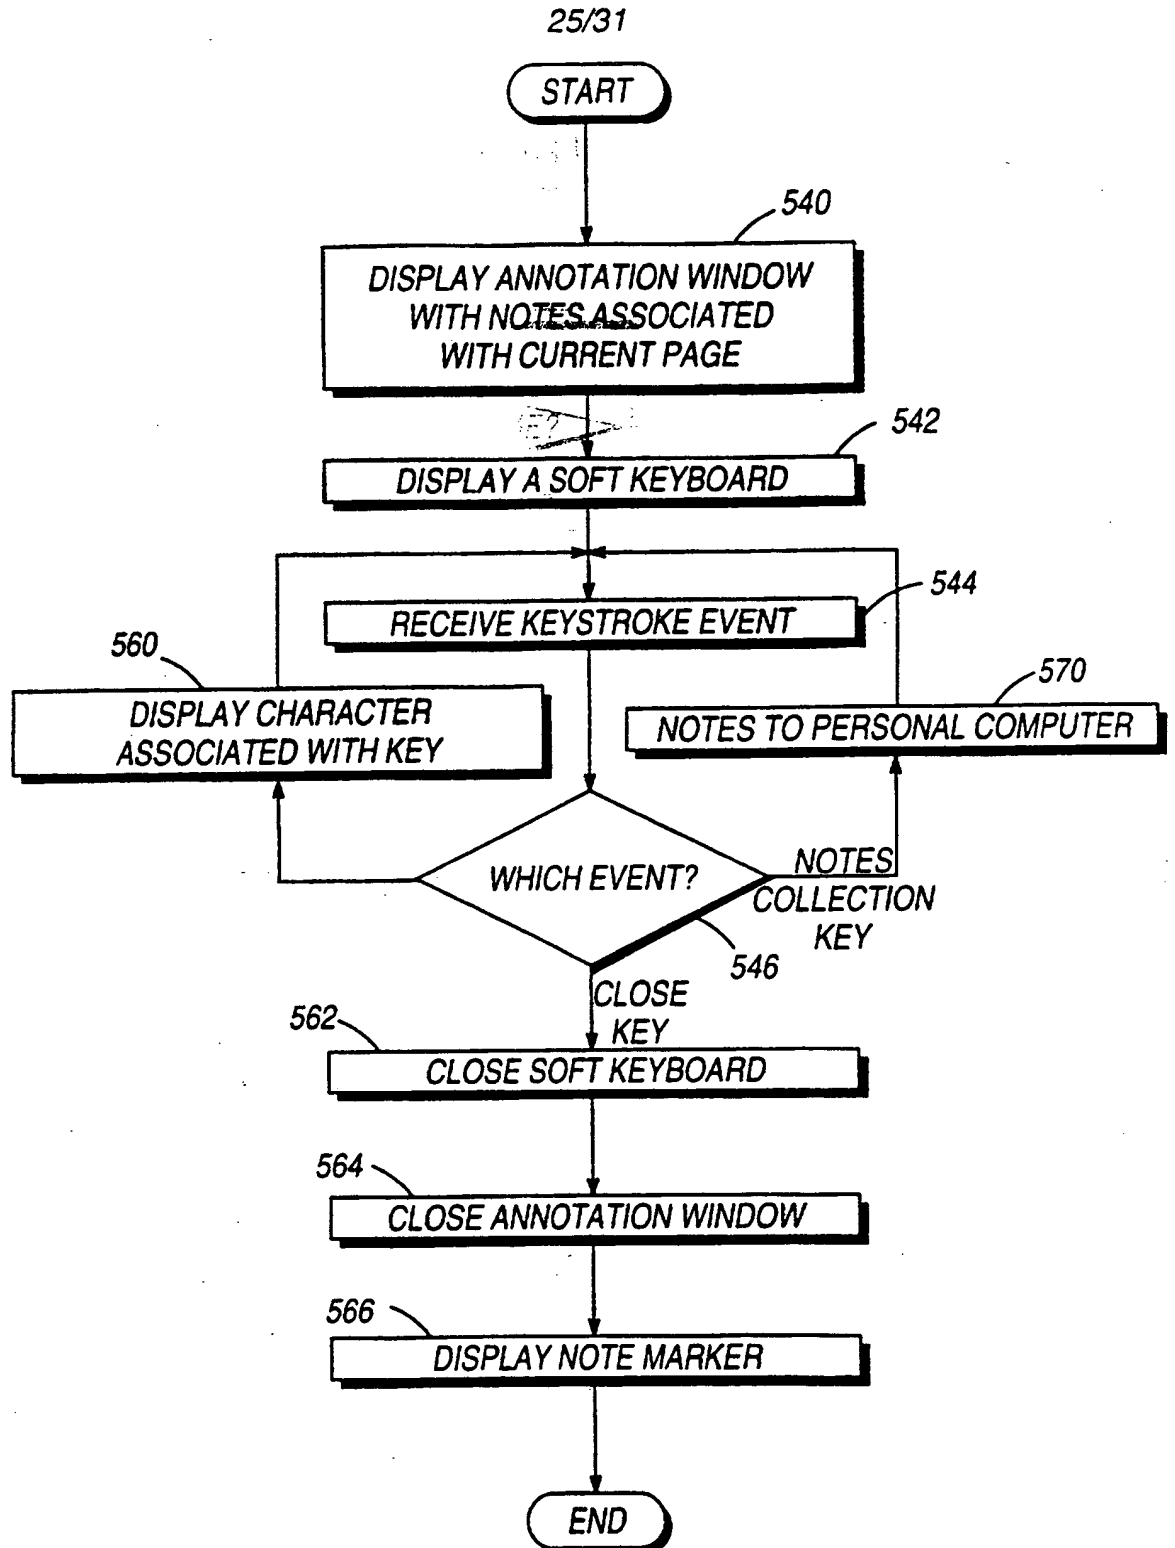 25/31
START
540
DISPLAY ANNOTATION WINDOW
WITH NOTES ASSOCIATED
WITH CURRENT PAGE
542
DISPLAY A SOFT KEYBOARD
544
RECEIVE KEYSTROKE EVENT
560
DISPLAY CHARACTER
ASSOCIATED WITH KEY
570
NOTES TO PERSONAL COMPUTER
WHICH EVENT?
NOTES
COLLECTION
KEY
546
CLOSE
KEY
562
CLOSE SOFT KEYBOARD
564
CLOSE ANNOTATION WINDOW
566
DISPLAY NOTE MARKER
END